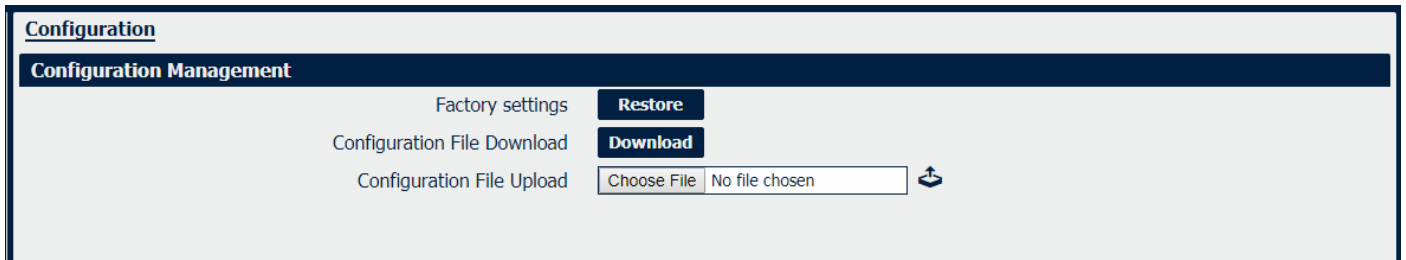 Configuration
Configuration Management
Factory settings Restore
Configuration File Download Download
Configuration File Upload Choose File No file chosen